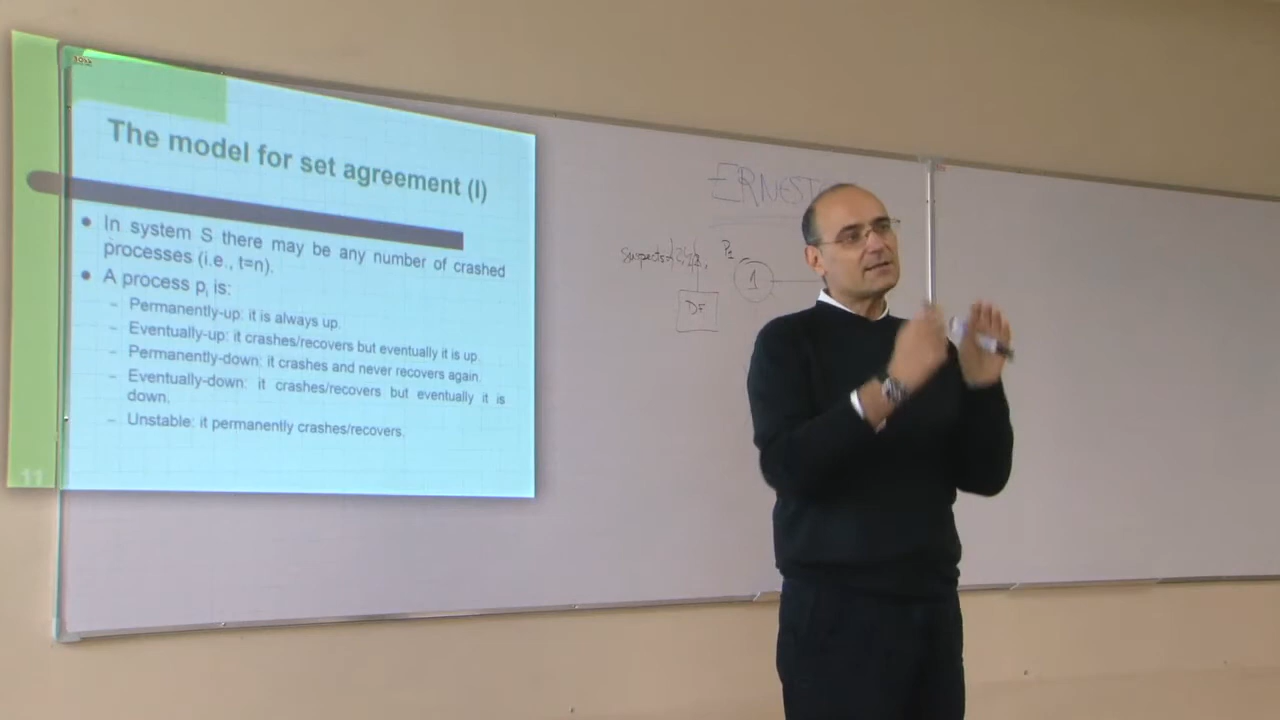 The model for set agreement (I)
In system S there may be any number of crashed
processes (i.e., t=n).
A process pi is:
Permanently-up: it is always up.
Eventually-up: it crashes/recovers but eventually it is up.
Permanently-down: it crashes and never recovers again.
Eventually-down: it crashes/recovers but eventually it is
down.
Unstable: it permanently crashes/recovers.
11
ERNEST
suspects
1
DF